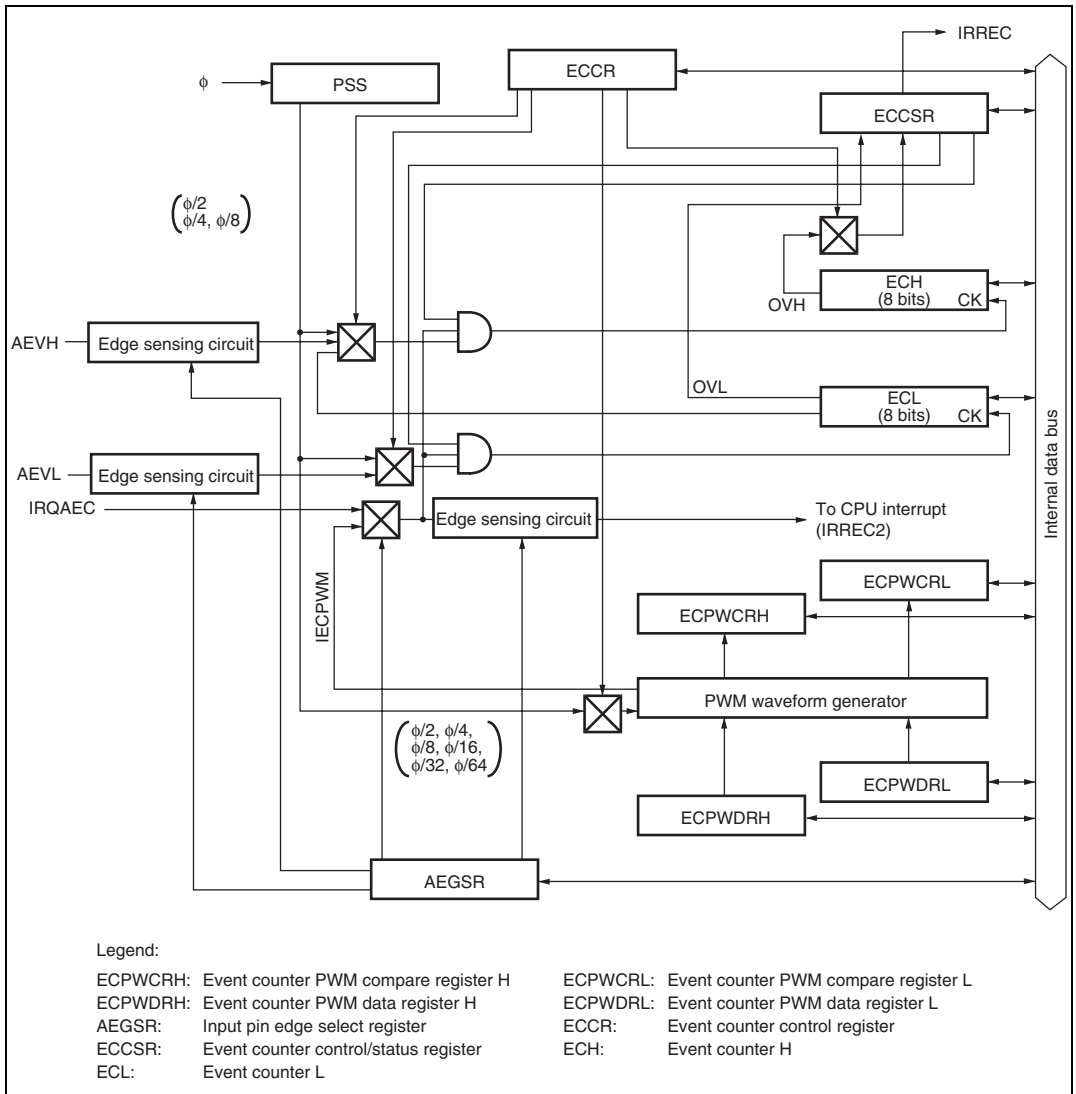 IRREC
ECCR
φ
PSS
ECCSR
φ/2
φ/4, φ/8
ECH
(8 bits)
CK
OVH
AEVH
Edge sensing circuit
OVL
ECL
(8 bits)
CK
AEVL
Edge sensing circuit
IRQAEC
Edge sensing circuit
To CPU interrupt
(IRREC2)
Internal data bus
IECPWM
ECPWCRL
ECPWCRH
PWM waveform generator
φ/2, φ/4,
φ/8, φ/16,
φ/32, φ/64
ECPWDRL
ECPWDRH
AEGSR
Legend:
ECPWCRH: Event counter PWM compare register H
ECPWCRL: Event counter PWM compare register L
ECPWDRH: Event counter PWM data register H
ECPWDRL: Event counter PWM data register L
AEGSR: Input pin edge select register
ECCR: Event counter control register
ECCSR: Event counter control/status register
ECH: Event counter H
ECL: Event counter L